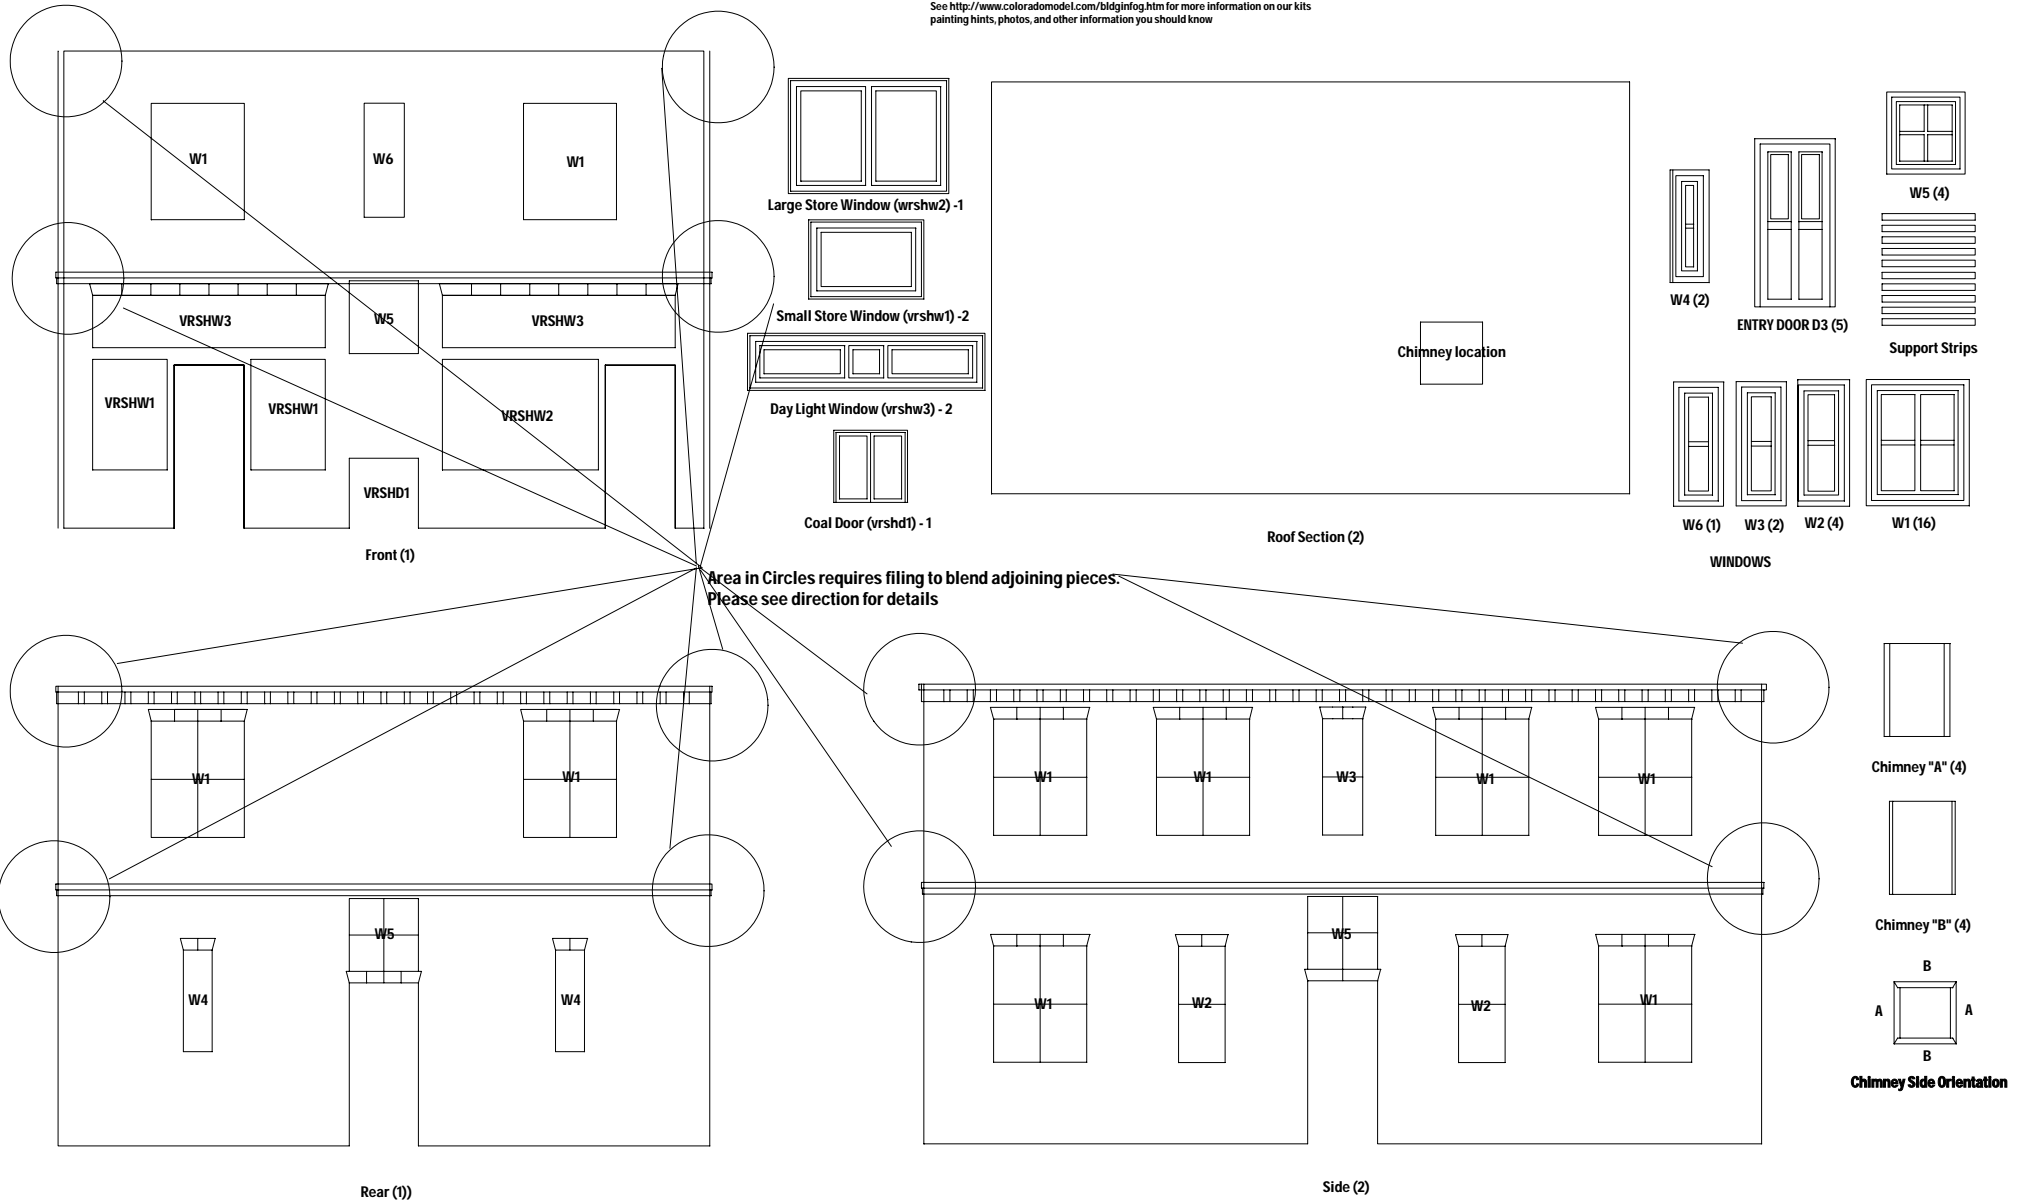 See http://www.coloradomodel.com/bldginfog.htm for more information on our kits
painting hints, photos, and other information you should know
W1
W6
W1
VRSHW3
W5
VRSHW3
VRSHW1
VRSHW1
VRSHW2
VRSHD1
Front (1)
Large Store Window (wrshw2) -1
Small Store Window (vrshw1) -2
Day Light Window (vrshw3) - 2
Coal Door (vrshd1) - 1
Chimney location
Roof Section (2)
W4 (2)
ENTRY DOOR D3 (5)
W5 (4)
Support Strips
W6 (1)
W3 (2)
W2 (4)
W1 (16)
WINDOWS
Area in Circles requires filing to blend adjoining pieces.
Please see direction for details
W1
W1
W5
W4
W4
Rear (1))
W1
W1
W3
W1
W1
W5
W1
W2
W2
W1
Side (2)
Chimney "A" (4)
Chimney "B" (4)
B
A
A
B
Chimney Side Orientation